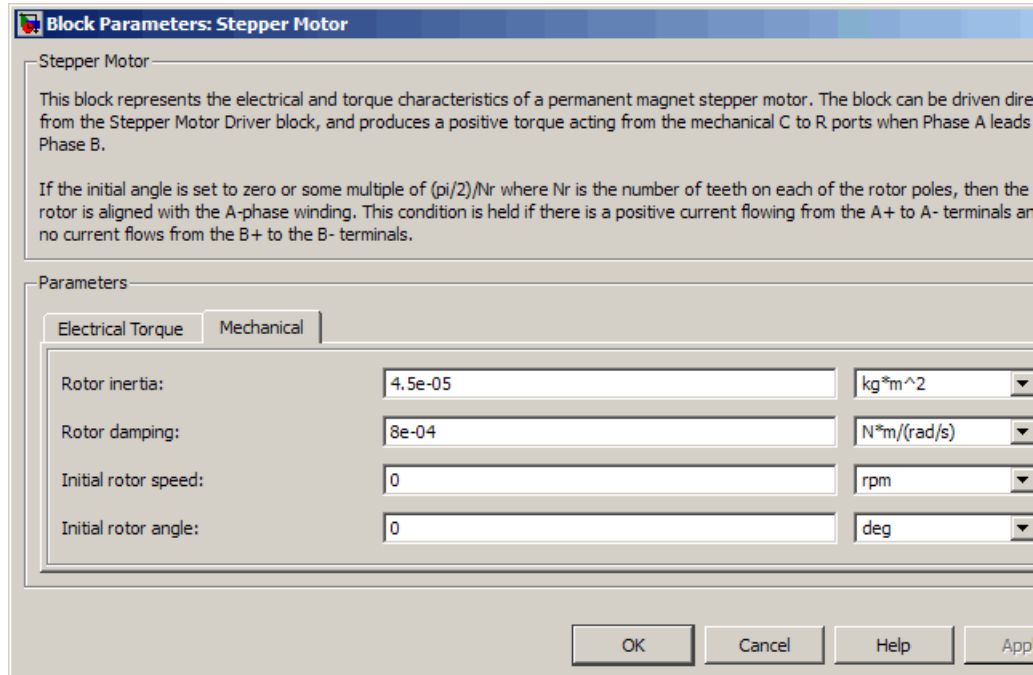 Block Parameters: Stepper Motor
Stepper Motor
This block represents the electrical and torque characteristics of a permanent magnet stepper motor. The block can be driven
from the Stepper Motor Driver block, and produces a positive torque acting from the mechanical C to R ports when Phase A leads
Phase B.
If the initial angle is set to zero or some multiple of (pi/2)/Nr where Nr is the number of teeth on each of the rotor poles, then the
rotor is aligned with the A-phase winding. This condition is held if there is a positive current flowing from the A+ to A- terminals
no current flows from the B+ to the B- terminals.
Parameters
Electrical Torque Mechanical
Rotor inertia: 4.5e-05 kg*m^2
Rotor damping: 8e-04 N*m/(rad/s)
Initial rotor speed: 0 rpm
Initial rotor angle: 0 deg
OK Cancel Help